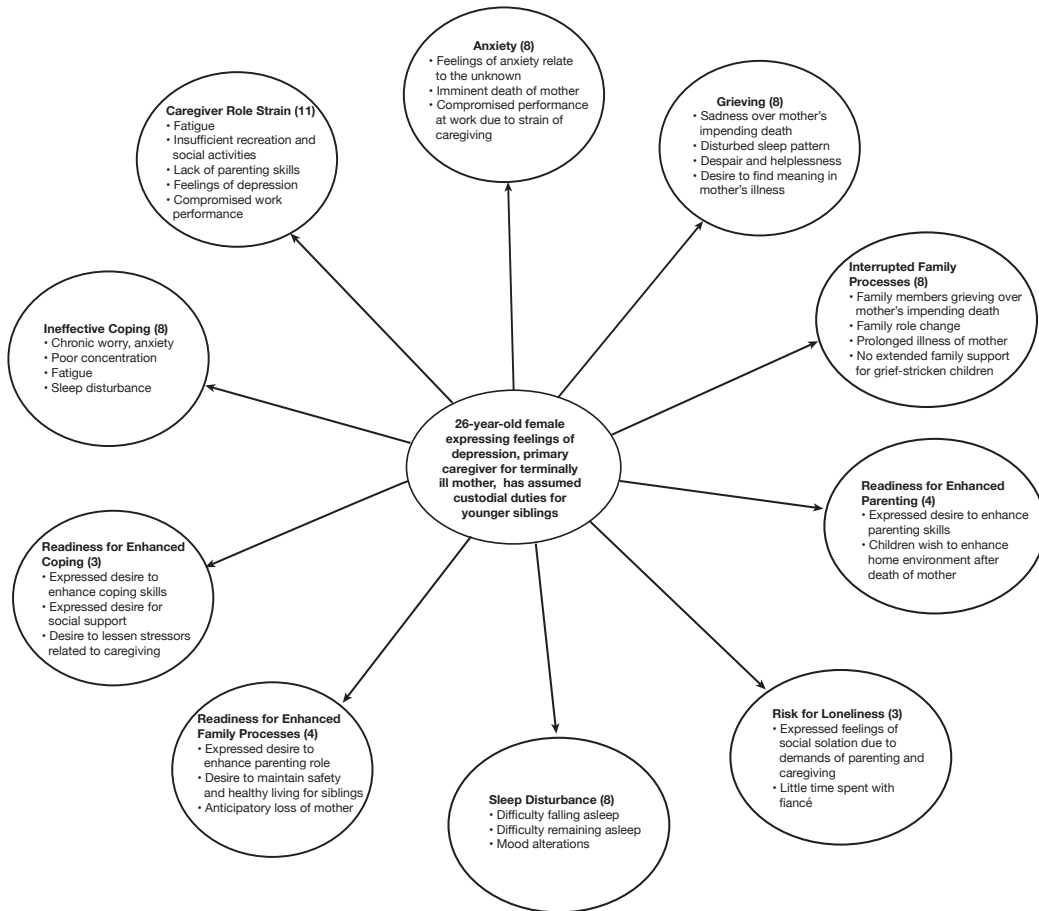 Anxiety (8)
• Feelings of anxiety relate
to the unknown
• Imminent death of mother
• Compromised performance
at work due to strain of
caregiving
Grieving (8)
• Sadness over mother's
impending death
• Disturbed sleep pattern
• Despair and helplessness
• Desire to find meaning in
mother's illness
Caregiver Role Strain (11)
• Fatigue
• Insufficient recreation and
social activities
• Lack of parenting skills
• Feelings of depression
• Compromised work
performance
Interrupted Family
Processes (8)
• Family members grieving over
mother's impending death
• Family role change
• Prolonged illness of mother
• No extended family support
for grief-stricken children
Ineffective Coping (8)
• Chronic worry, anxiety
• Poor concentration
• Fatigue
• Sleep disturbance
26-year-old female
expressing feelings of
depression, primary
caregiver for terminally
ill mother, has assumed
custodial duties for
younger siblings
Readiness for Enhanced
Parenting (4)
• Expressed desire to enhance
parenting skills
• Children wish to enhance
home environment after
death of mother
Readiness for Enhanced
Coping (3)
• Expressed desire to
enhance coping skills
• Expressed desire for
social support
• Desire to lessen stressors
related to caregiving
Risk for Loneliness (3)
• Expressed feelings of
social solation due to
demands of parenting and
caregiving
• Little time spent with
fiancé
Readiness for Enhanced
Family Processes (4)
• Expressed desire to
enhance parenting role
• Desire to maintain safety
and healthy living for siblings
• Anticipatory loss of mother
Sleep Disturbance (8)
• Difficulty falling asleep
• Difficulty remaining asleep
• Mood alterations